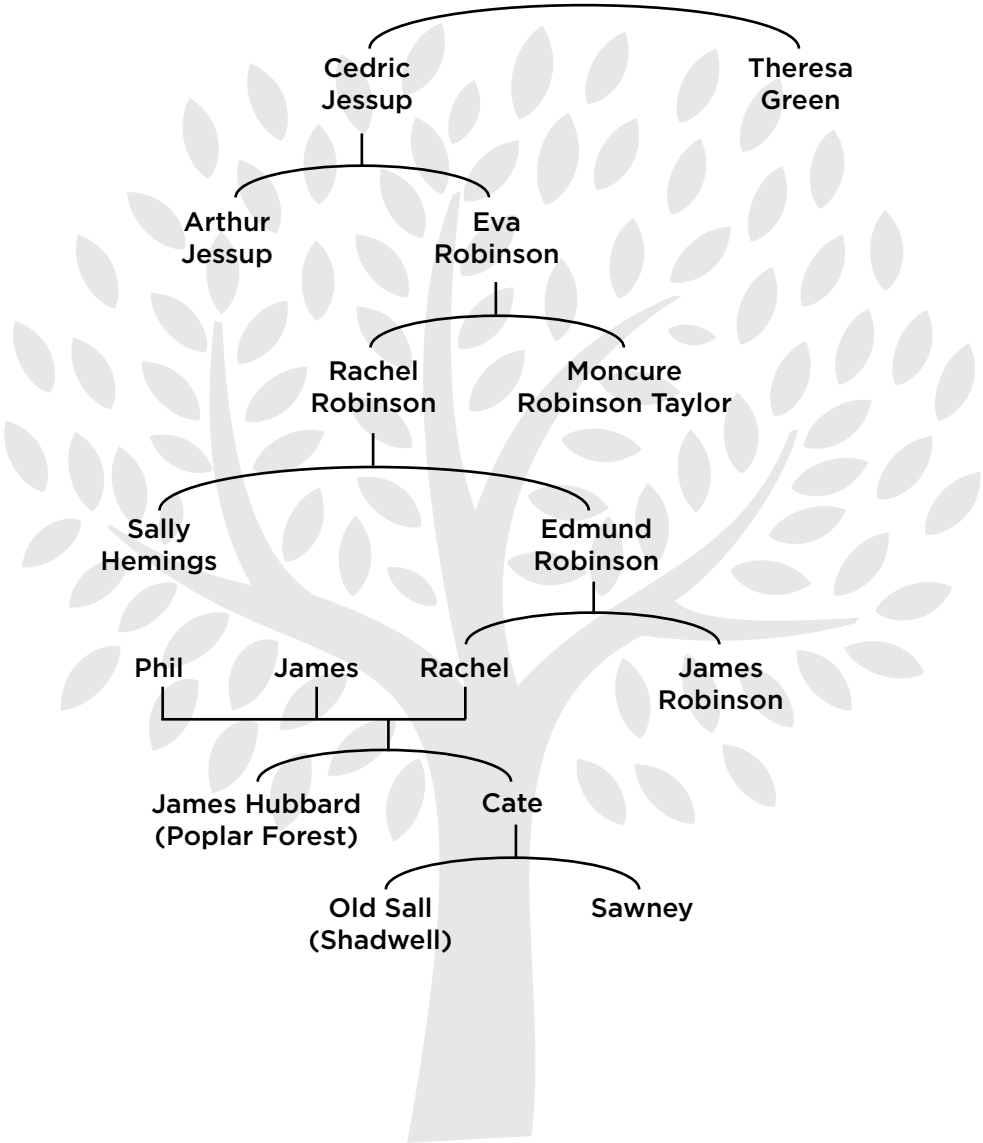 Cedric
Jessup
Theresa
Green
Arthur
Jessup
Eva
Robinson
Rachel
Robinson
Moncure
Robinson Taylor
Sally
Hemings
Edmund
Robinson
Phil
James
Rachel
James
Robinson
James Hubbard
(Poplar Forest)
Cate
Old Sall
(Shadwell)
Sawney